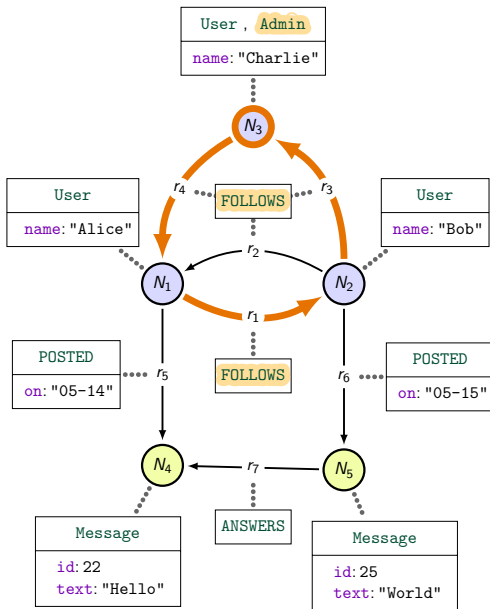 User , Admin
name: "Charlie"
N3
r4
r3
FOLLOWS
User
name: "Alice"
User
name: "Bob"
r2
N1
N2
r1
POSTED
on: "05-14"
r5
FOLLOWS
r6
POSTED
on: "05-15"
N4
r7
N5
ANSWERS
Message
id: 22
text: "Hello"
Message
id: 25
text: "World"